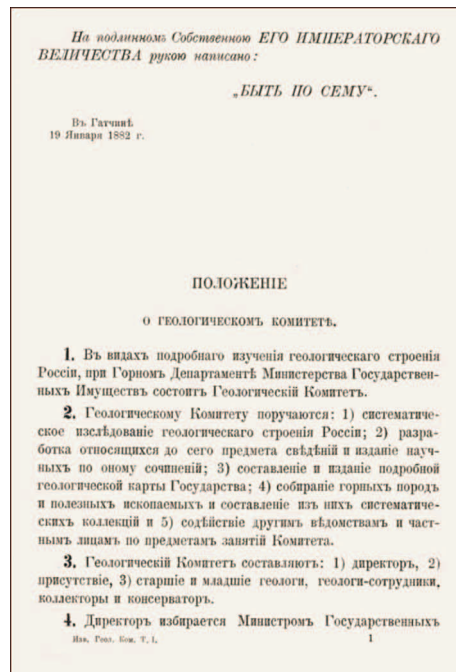 На подлинномъ Собственною ЕГО ИМПЕРАТОРСКАГО
ВЕЛИЧЕСТВА рукою написано:
„БЫТЬ ПО СЕМУ“.
Въ Гатчинѣ
19 Января 1882 г.
ПОЛОЖЕНІЕ
О ГЕОЛОГИЧЕСКОМЪ КОМИТЕТѢ.
1. Въ видахъ подробнаго изученія геологическаго строенія
Россіи, при Горномъ Департаментѣ Министерства Государствен-
ныхъ Имуществъ состоитъ Геологическій Комитетъ.
2. Геологическому Комитету поручаются: 1) систематиче-
ское изслѣдованіе геологическаго строенія Россіи; 2) разра-
ботка относящихся до сего предмета свѣдѣній и изданіе науч-
ныхъ по оному сочиненій; 3) составленіе и изданіе подробной
геологической карты Государства; 4) собираніе горныхъ породъ
и полезныхъ ископаемыхъ и составленіе изъ нихъ систематиче-
скихъ коллекцій и 5) содѣйствіе другимъ вѣдомствамъ и част-
нымъ лицамъ по предметамъ занятій Комитета.
3. Геологическій Комитетъ составляютъ: 1) директоръ, 2)
присутствіе, 3) старшіе и младшіе геологи, геологи-сотрудники,
коллекторы и консерваторъ.
4. Директоръ избирается Министромъ Государственныхъ
Изв. Геол. Ком. Т. I. 1